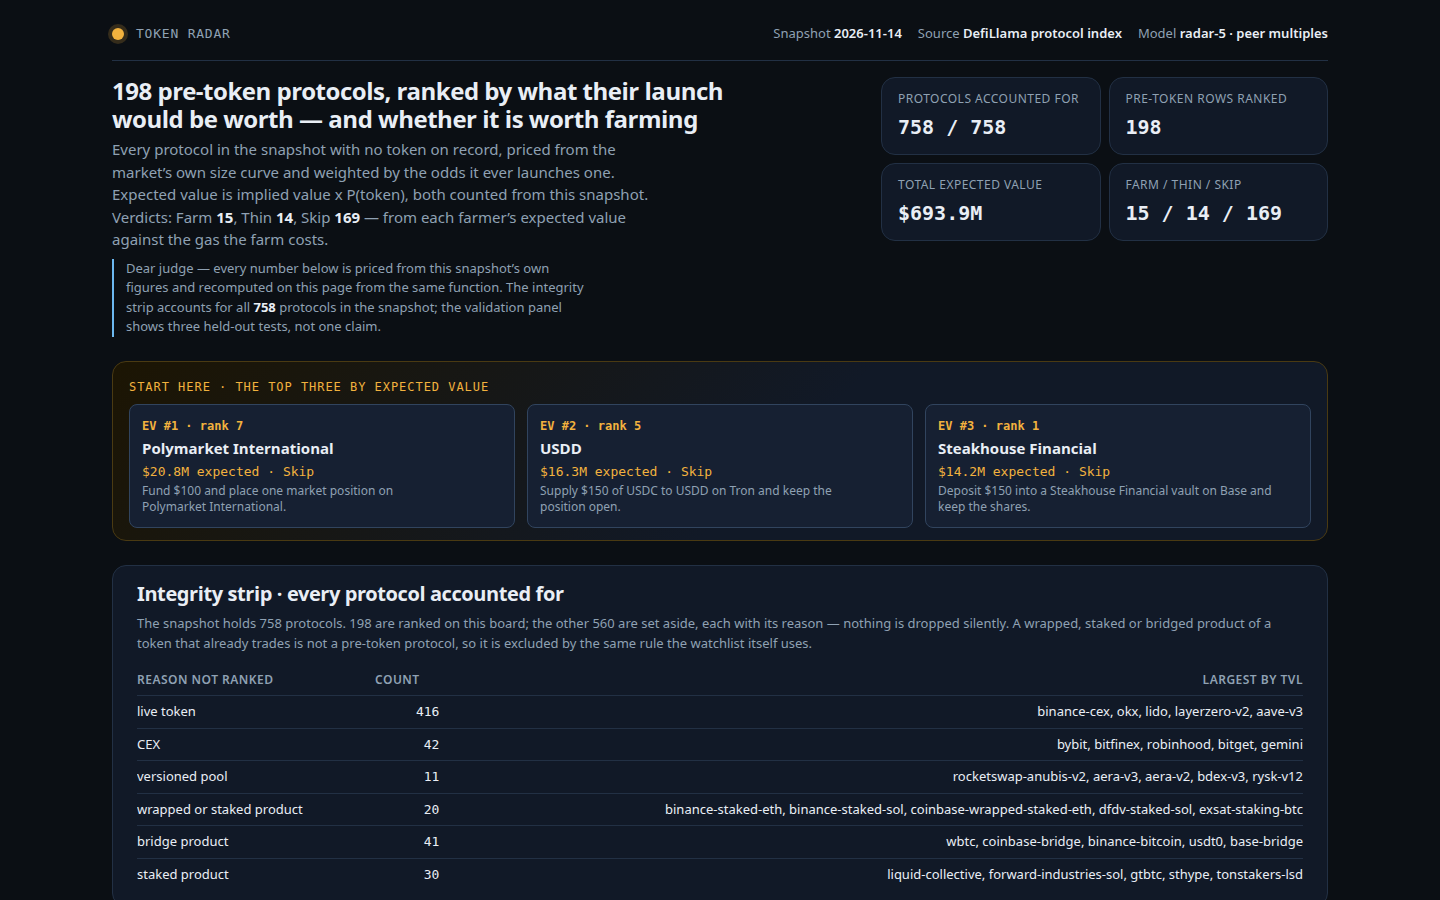 TOKEN RADAR
Snapshot 2026-11-14 Source DefiLlama protocol index Model radar-5 · peer multiples
198 pre-token protocols, ranked by what their launch
would be worth — and whether it is worth farming
Every protocol in the snapshot with no token on record, priced from the
market’s own size curve and weighted by the odds it ever launches one.
Expected value is implied value x P(token), both counted from this snapshot.
Verdicts: Farm 15, Thin 14, Skip 169 — from each farmer’s expected value
against the gas the farm costs.
Dear judge — every number below is priced from this snapshot’s own
figures and recomputed on this page from the same function. The integrity
strip accounts for all 758 protocols in the snapshot; the validation panel
shows three held-out tests, not one claim.
PROTOCOLS ACCOUNTED FOR
758 / 758
PRE-TOKEN ROWS RANKED
198
TOTAL EXPECTED VALUE
$693.9M
FARM / THIN / SKIP
15 / 14 / 169
START HERE · THE TOP THREE BY EXPECTED VALUE
EV #1 · rank 7
Polymarket International
$20.8M expected · Skip
Fund $100 and place one market position on
Polymarket International.
EV #2 · rank 5
USDD
$16.3M expected · Skip
Supply $150 of USDC to USDD on Tron and keep the
position open.
EV #3 · rank 1
Steakhouse Financial
$14.2M expected · Skip
Deposit $150 into a Steakhouse Financial vault on Base and
keep the shares.
Integrity strip · every protocol accounted for
The snapshot holds 758 protocols. 198 are ranked on this board; the other 560 are set aside, each with its reason — nothing is dropped silently. A wrapped, staked or bridged product of a
token that already trades is not a pre-token protocol, so it is excluded by the same rule the watchlist itself uses.
REASON NOT RANKED COUNT LARGEST BY TVL
live token 416 binance-cex, okx, lido, layerzero-v2, aave-v3
CEX 42 bybit, bitfinex, robinhood, bitget, gemini
versioned pool 11 rocketswap-anubis-v2, aera-v3, aera-v2, bdex-v3, rysk-v12
wrapped or staked product 20 binance-staked-eth, binance-staked-sol, coinbase-wrapped-staked-eth, dfdv-staked-sol, exsat-staking-btc
bridge product 41 wbtc, coinbase-bridge, binance-bitcoin, usdt0, base-bridge
staked product 30 liquid-collective, forward-industries-sol, gtbtc, sthype, tonstakers-lsd